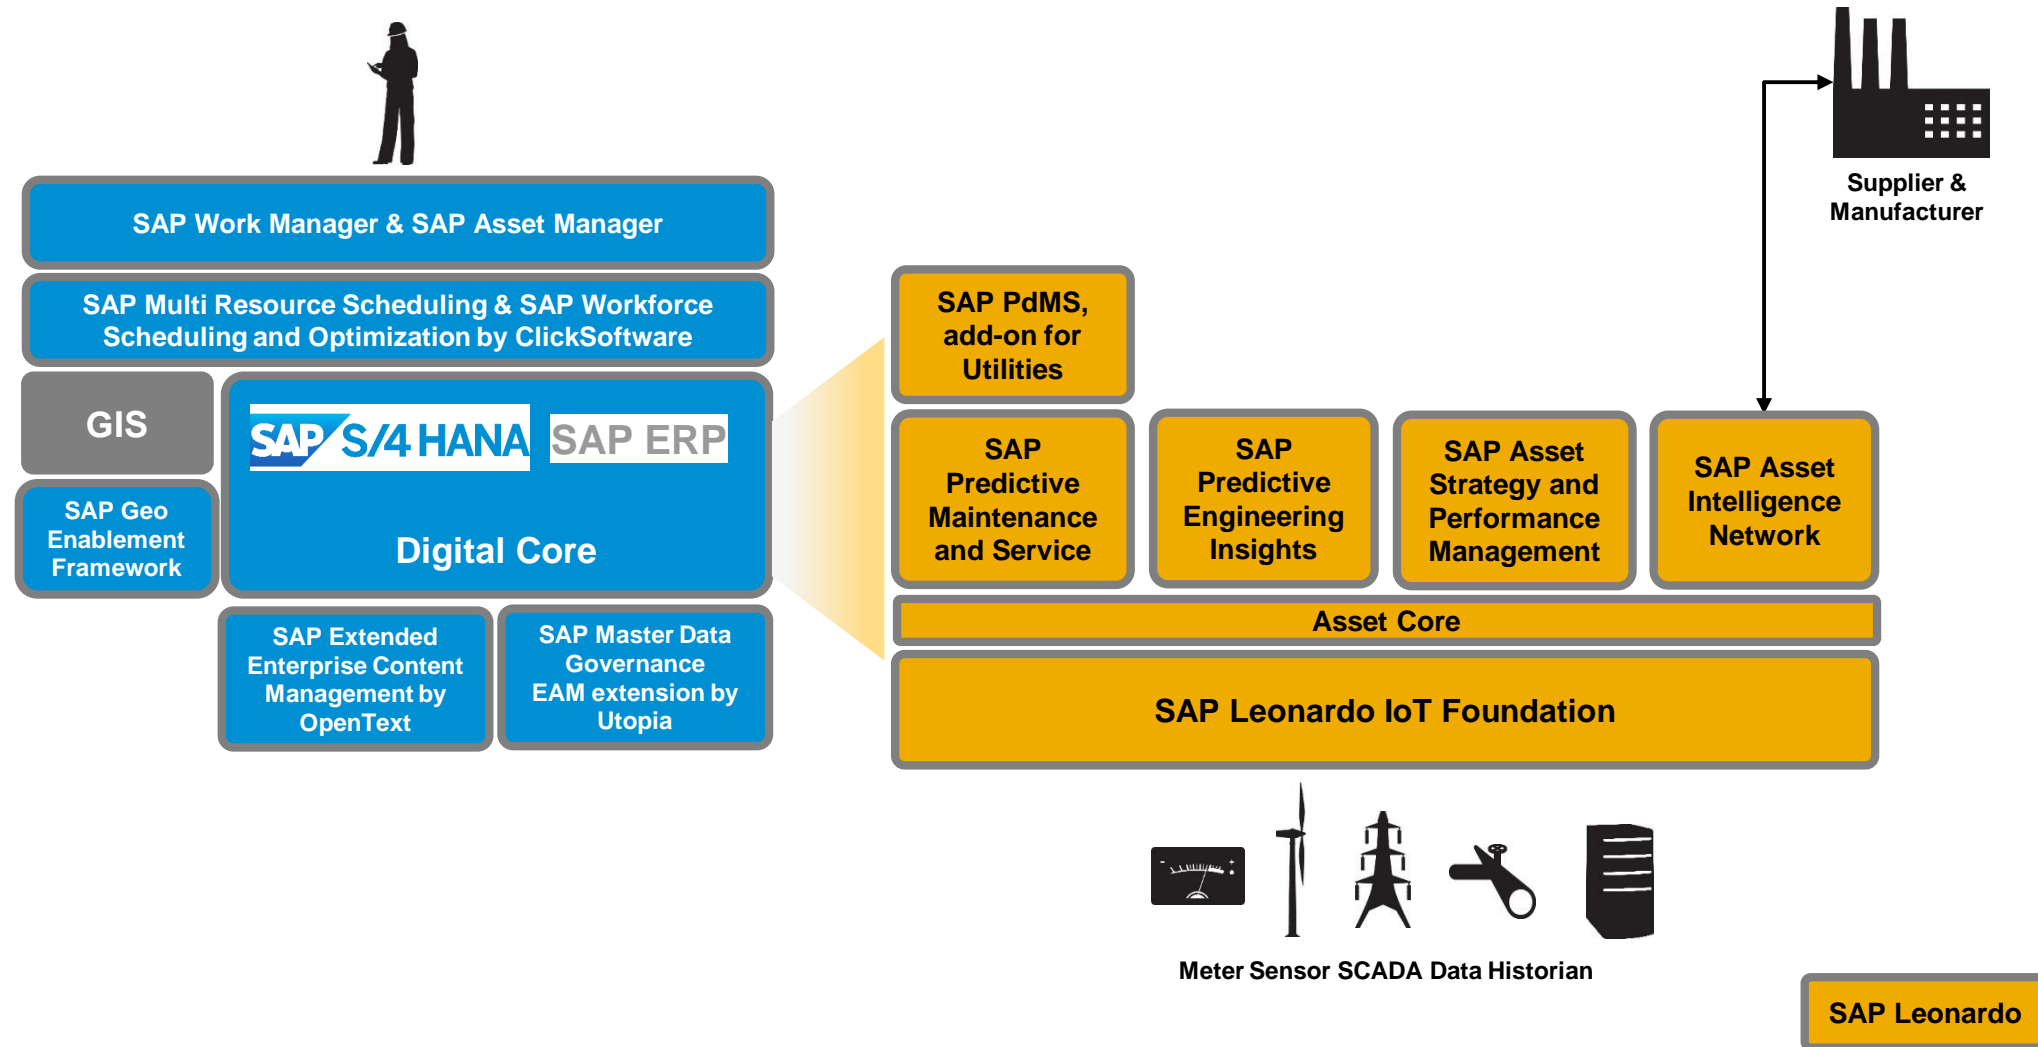 SAP Work Manager & SAP Asset Manager
SAP Multi Resource Scheduling & SAP Workforce
Scheduling and Optimization by ClickSoftware
GIS
SAP S/4 HANA
SAP ERP
Digital Core
SAP Geo
Enablement
Framework
SAP Extended
Enterprise Content
Management by
OpenText
SAP Master Data
Governance
EAM extension by
Utopia
Supplier &
Manufacturer
SAP PdMS,
add-on for
Utilities
SAP
Predictive
Maintenance
and Service
SAP
Predictive
Engineering
Insights
SAP Asset
Strategy and
Performance
Management
SAP Asset
Intelligence
Network
Asset Core
SAP Leonardo IoT Foundation
Meter Sensor SCADA Data Historian
SAP Leonardo